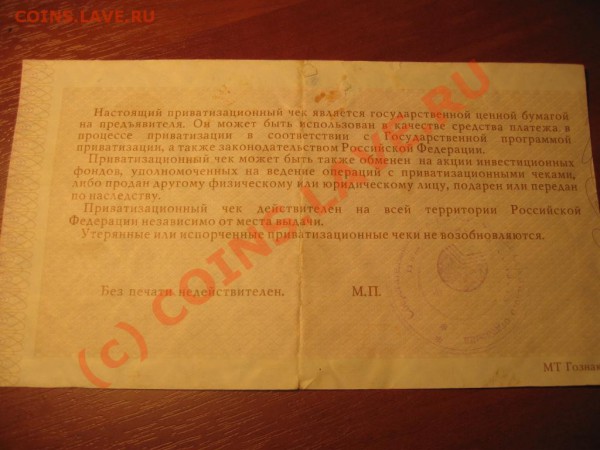 COINS.LAVE.RU
Настоящий приватизационный чек является государственной ценной бумагой
на предъявителя. Он может быть использован в качестве средства платежа в
процессе приватизации в соответствии с Государственной программой
приватизации, а также законодательством Российской Федерации.
Приватизационный чек может быть также обменен на акции инвестиционных
фондов, уполномоченных на ведение операций с приватизационными чеками,
либо продан другому физическому или юридическому лицу, подарен или передан
по наследству.
Приватизационный чек действителен на всей территории Российской
Федерации независимо от места выдачи.
Утерянные или испорченные приватизационные чеки не возобновляются.
Без печати недействителен. М.П.
МТ Гознак
(c) COINS.LAVE.RU